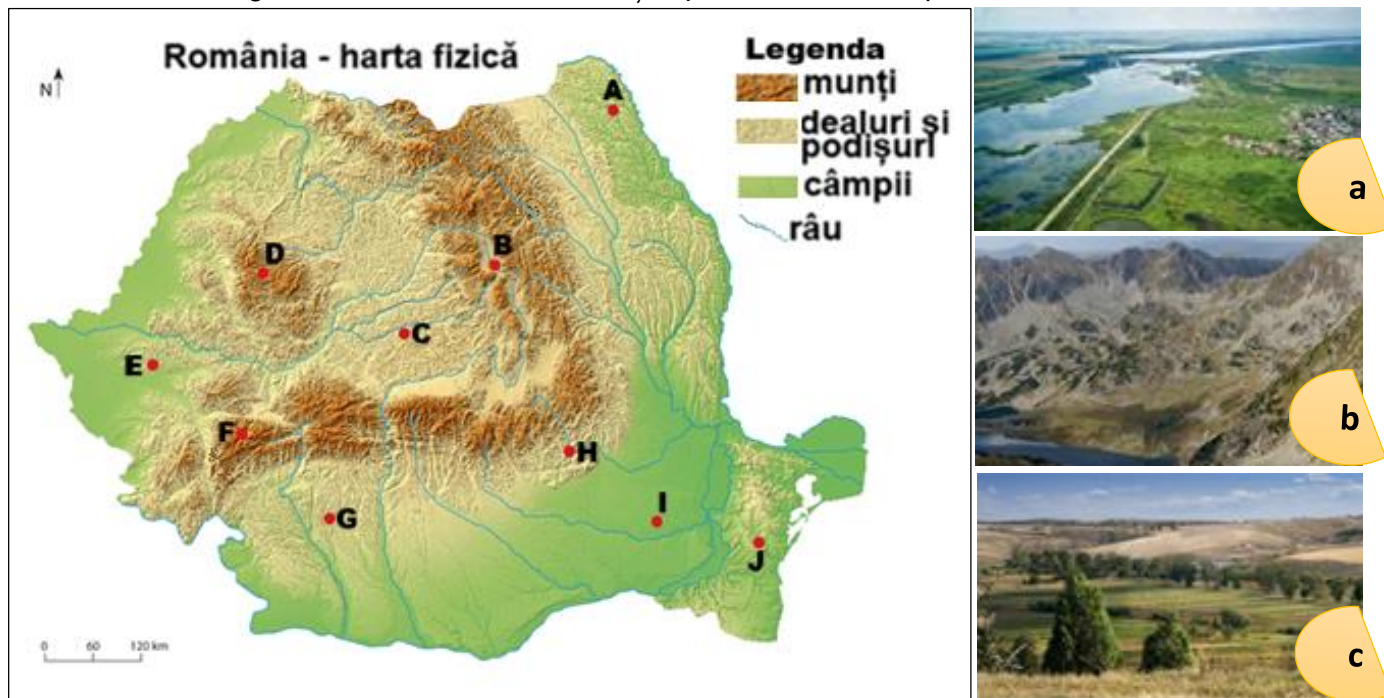 România - harta fizică
Legenda
munți
dealuri și
podișuri
câmpii
râu
N
A
B
D
C
E
F
H
G
I
J
0 60 120 km
a
b
c